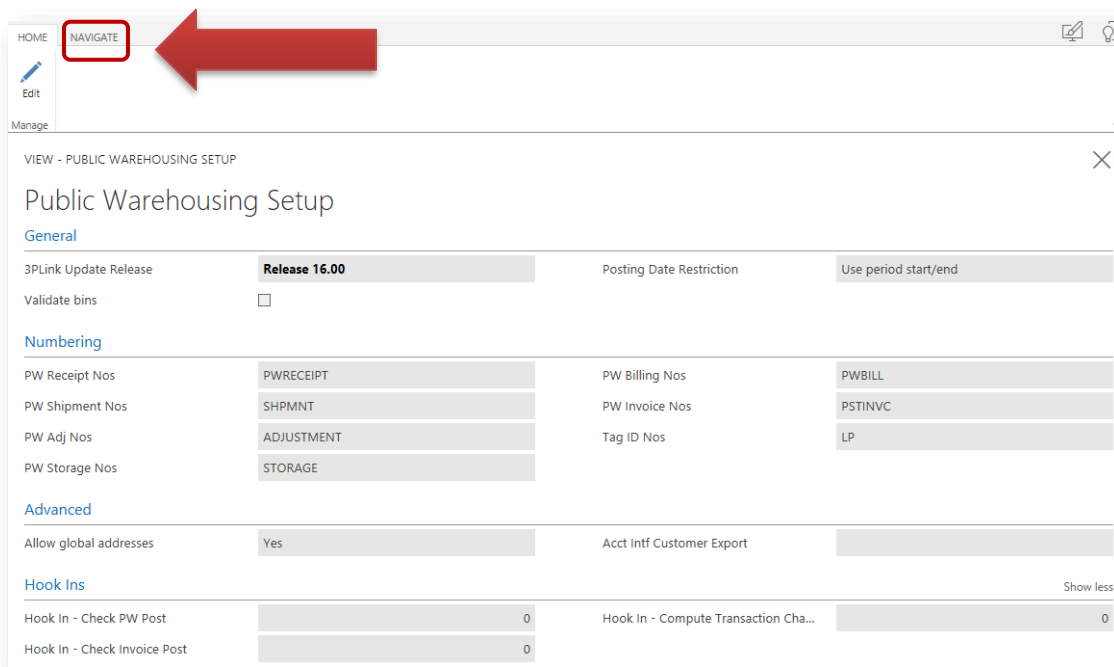 HOME NAVIGATE
Edit
Manage
VIEW - PUBLIC WAREHOUSING SETUP
Public Warehousing Setup
General
3PLink Update Release Release 16.00 Posting Date Restriction Use period start/end
Validate bins
Numbering
PW Receipt Nos PWRECEIPT PW Billing Nos PWBILL
PW Shipment Nos SHPMNT PW Invoice Nos PSTINVC
PW Adj Nos ADJUSTMENT Tag ID Nos LP
PW Storage Nos STORAGE
Advanced
Allow global addresses Yes Acct Intf Customer Export
Hook Ins Show less
Hook In - Check PW Post 0 Hook In - Compute Transaction Cha... 0
Hook In - Check Invoice Post 0